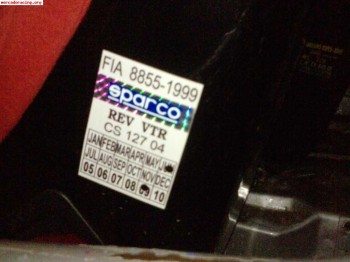 mercadoracing.org
FIA 8855-1999
sparco
REV VTR
CS 127 04
JAN FEB MAR APR MAY
JUL AUG SEP OCT NOV DEC
05 06 07 08 10